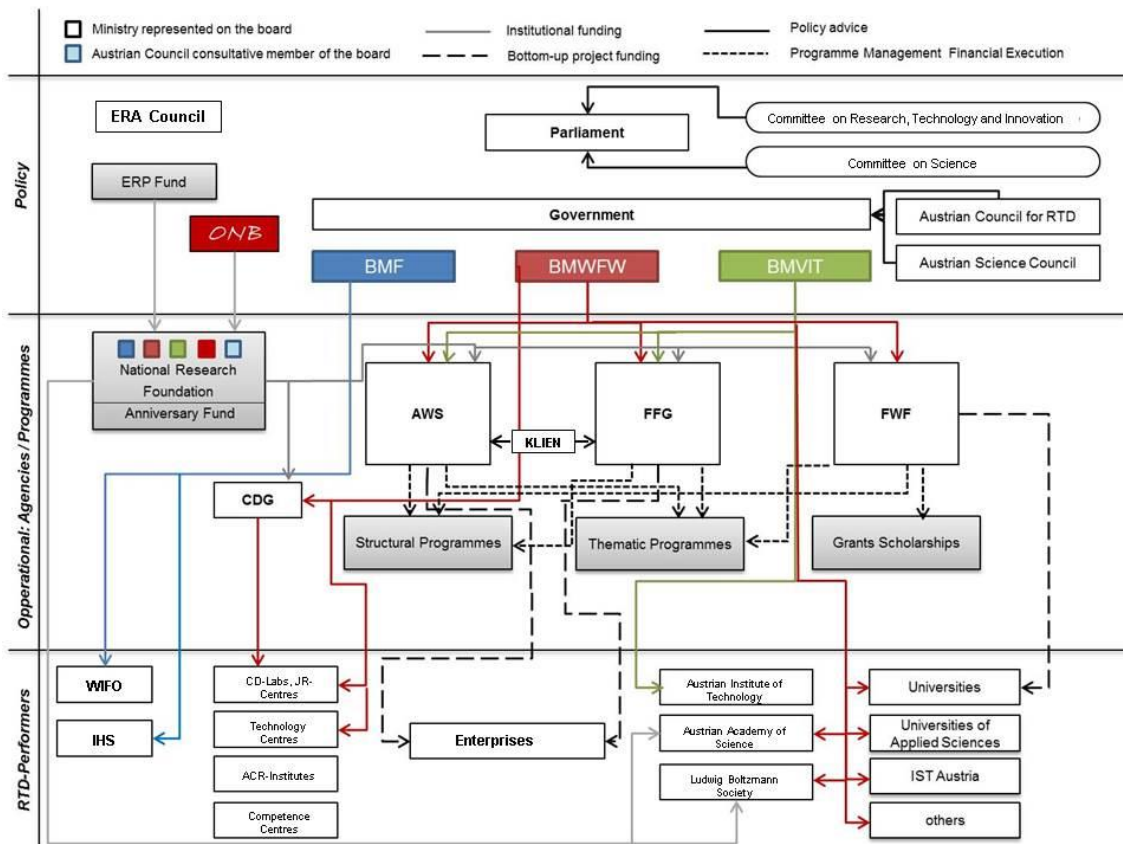 Ministry represented on the board
Institutional funding
Policy advice
Austrian Council consultative member of the board
Bottom-up project funding
Programme Management Financial Execution
Policy
ERA Council
Parliament
Committee on Research, Technology and Innovation
Committee on Science
ERP Fund
ONB
Government
Austrian Council for RTD
Austrian Science Council
BMF
BMWFW
BMVIT
Opperational: Agencies / Programmes
National Research
Foundation
Anniversary Fund
AWS
KLIEN
FFG
FWF
CDG
Structural Programmes
Thematic Programmes
Grants Scholarships
RTD-Performers
WIFO
IHS
CD-Labs, JR-
Centres
Technology
Centres
ACR-Institutes
Competence
Centres
Enterprises
Austrian Institute of
Technology
Austrian Academy of
Science
Ludwig Boltzmann
Society
Universities
Universities of
Applied Sciences
IST Austria
others